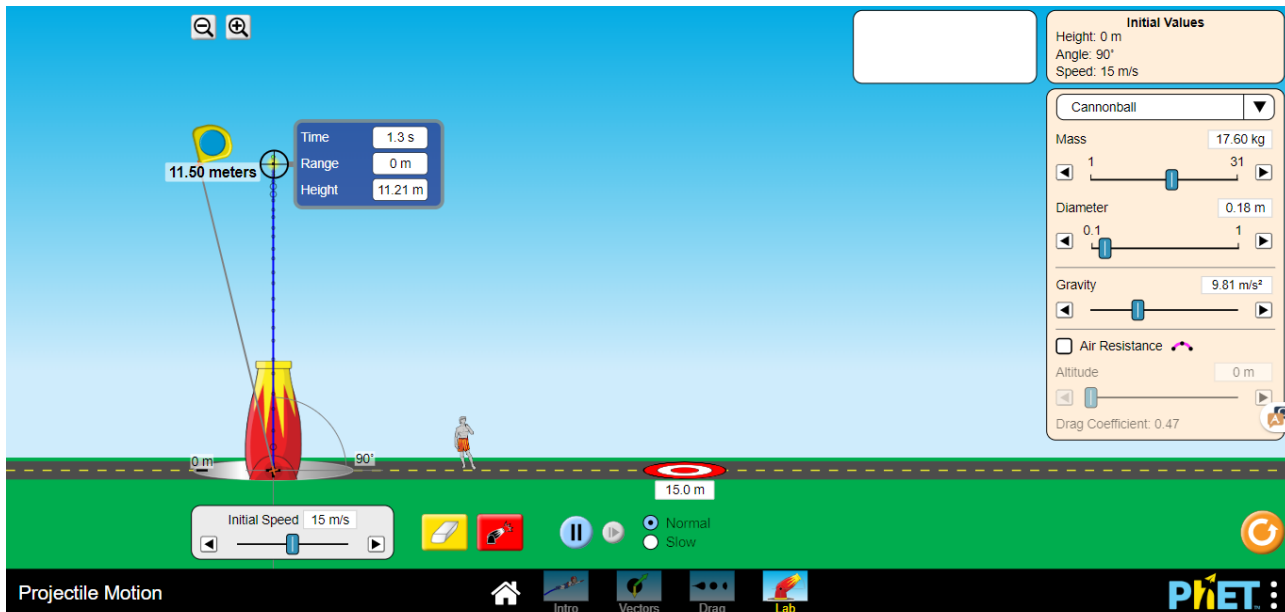 Initial Values
Height: 0 m
Angle: 90°
Speed: 15 m/s
Cannonball
Mass 17.60 kg
1 31
Diameter 0.18 m
0.1 1
Gravity 9.81 m/s²
Air Resistance
Altitude 0 m
Drag Coefficient: 0.47
Time 1.3 s
Range 0 m
Height 11.21 m
11.50 meters
0 m
90°
15.0 m
Initial Speed 15 m/s
Normal
Slow
Projectile Motion
Intro
Vectors
Drag
Lab
PhET